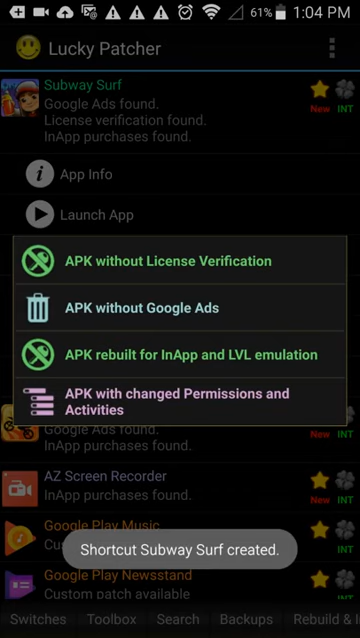 61% 1:04 PM
Lucky Patcher
Subway Surf
Google Ads found.
License verification found.
InApp purchases found.
New INT
App Info
Launch App
APK without License Verification
APK without Google Ads
APK rebuilt for InApp and LVL emulation
APK with changed Permissions and
Activities
Google Ads found.
InApp purchases found.
New INT
AZ Screen Recorder
InApp purchases found.
New INT
Google Play Music
Shortcut Subway Surf created.
Google Play Newsstand
Custom patch available
Switches Toolbox Search Backups Rebuild &